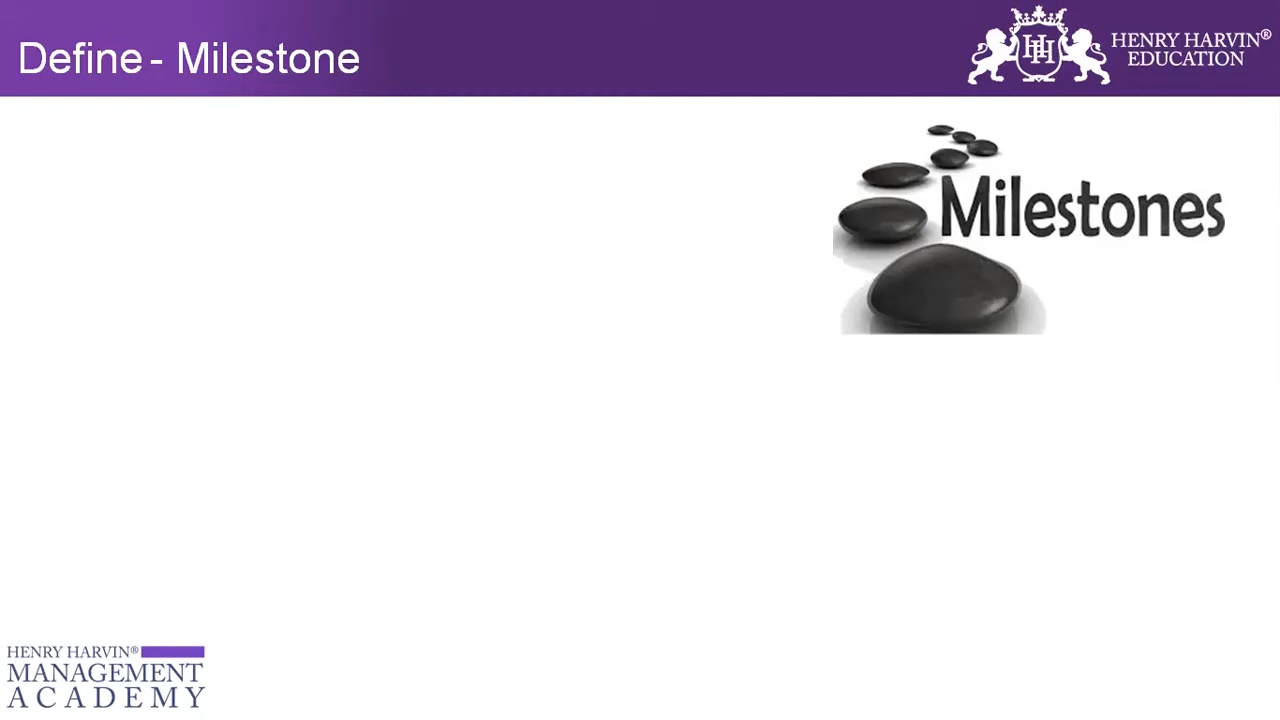 Define - Milestone
HENRY HARVIN®
EDUCATION
Milestones
HENRY HARVIN®
MANAGEMENT
ACADEMY